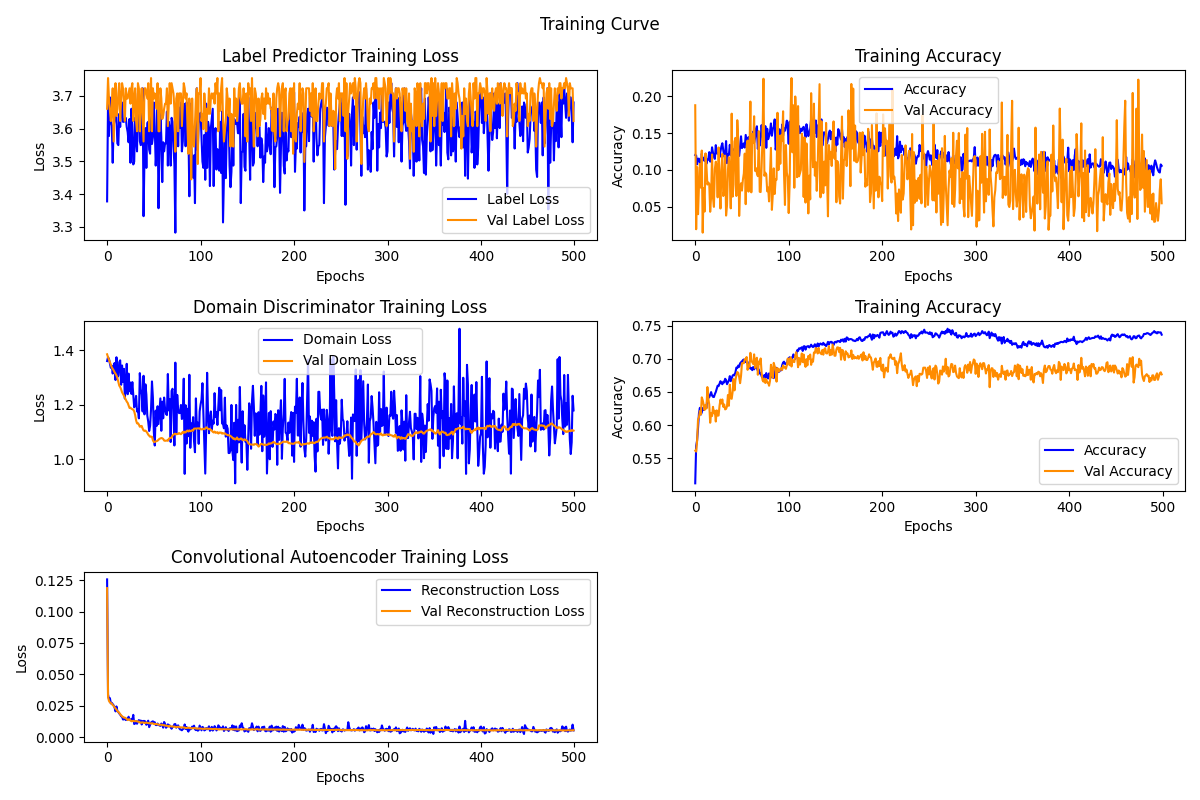 Training Curve
Label Predictor Training Loss
Loss
3.7
3.6
3.5
3.4
3.3
Label Loss
Val Label Loss
0 100 200 300 400 500
Epochs
Training Accuracy
Accuracy
0.20
0.15
0.10
0.05
Accuracy
Val Accuracy
0 100 200 300 400 500
Epochs
Domain Discriminator Training Loss
Loss
1.4
1.2
1.0
Domain Loss
Val Domain Loss
0 100 200 300 400 500
Epochs
Training Accuracy
Accuracy
0.75
0.70
0.65
0.60
0.55
Accuracy
Val Accuracy
0 100 200 300 400 500
Epochs
Convolutional Autoencoder Training Loss
Loss
0.125
0.100
0.075
0.050
0.025
0.000
Reconstruction Loss
Val Reconstruction Loss
0 100 200 300 400 500
Epochs